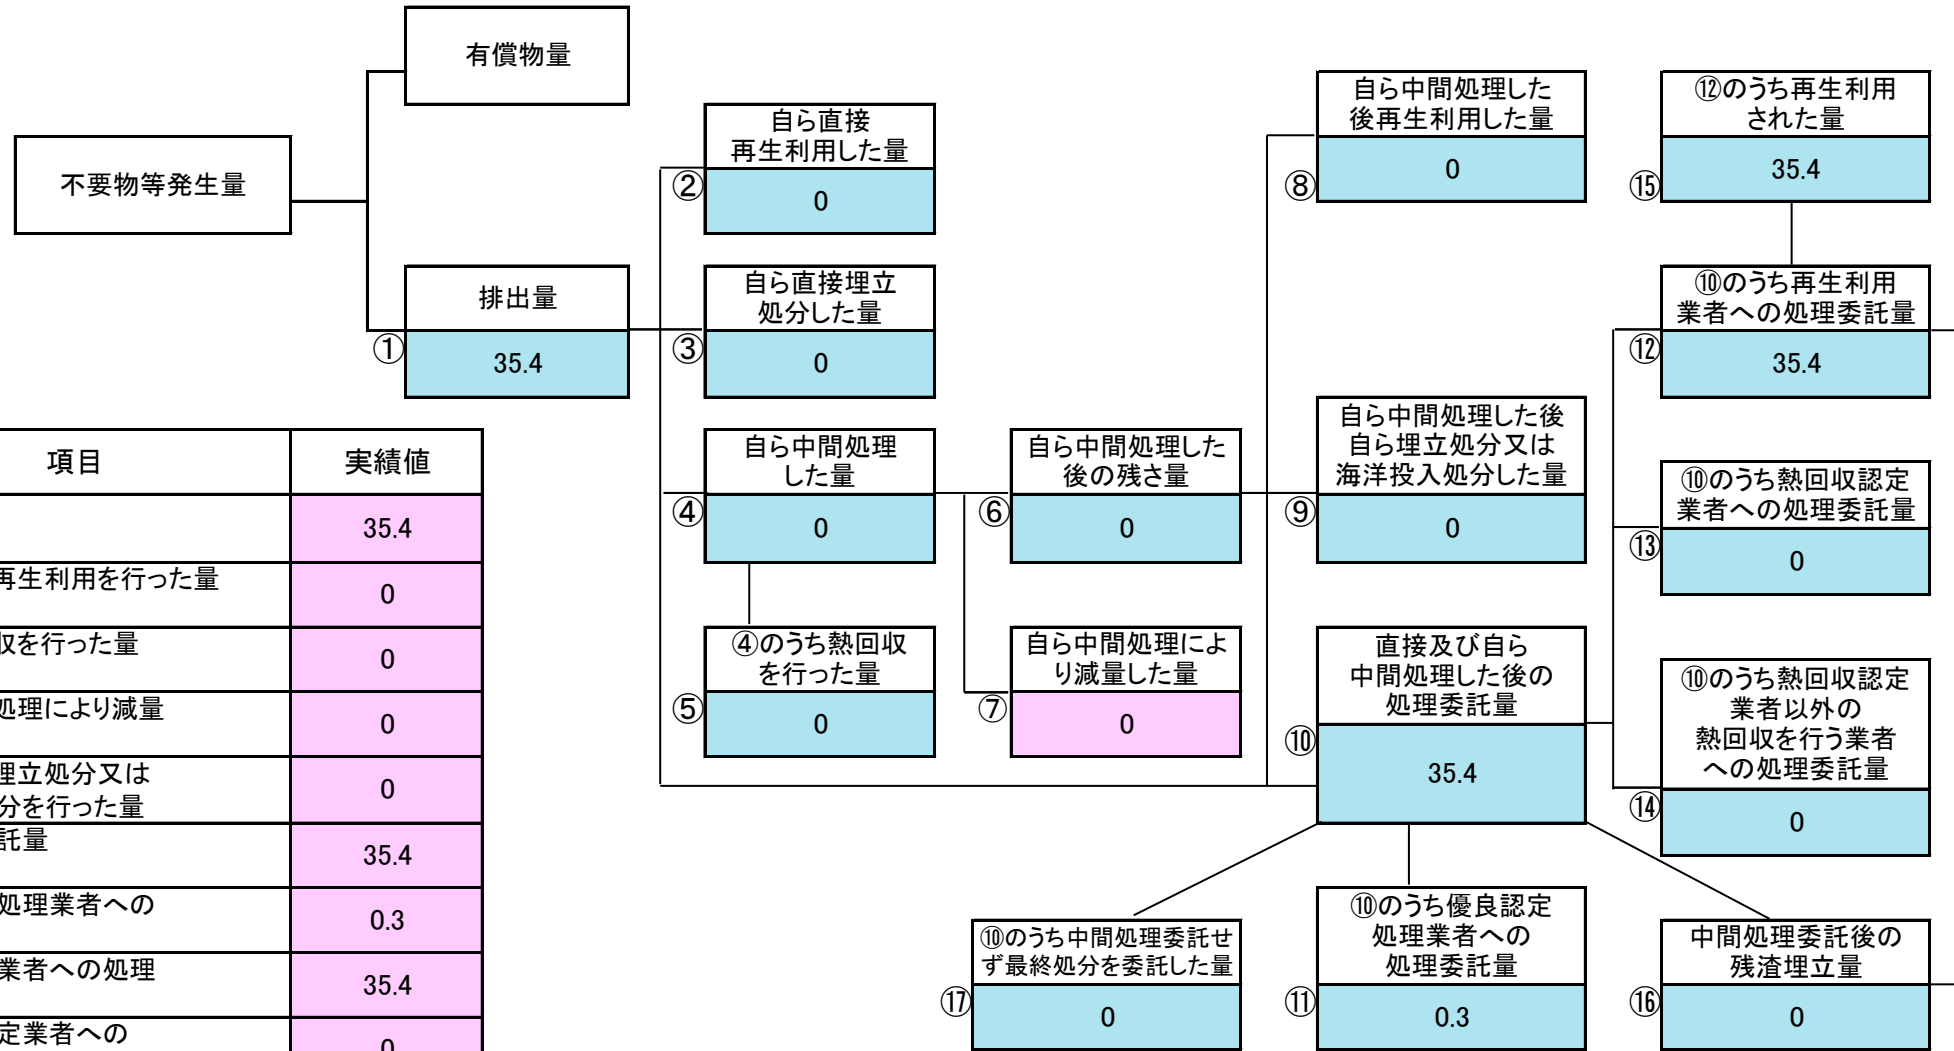 有償物量
不要物等発生量
排出量
①
35.4
自ら直接
再生利用した量
②
0
自ら直接埋立
処分した量
③
0
自ら中間処理
した量
④
0
④のうち熱回収
を行った量
⑤
0
自ら中間処理した
後の残さ量
⑥
0
自ら中間処理によ
り減量した量
⑦
0
自ら中間処理した
後再生利用した量
⑧
0
自ら中間処理した後
自ら埋立処分又は
海洋投入処分した量
⑨
0
直接及び自ら
中間処理した後の
処理委託量
⑩
35.4
⑫のうち再生利用
された量
⑮
35.4
⑩のうち再生利用
業者への処理委託量
⑫
35.4
⑩のうち熱回収認定
業者への処理委託量
⑬
0
⑩のうち熱回収認定
業者以外の
熱回収を行う業者
への処理委託量
⑭
0
⑩のうち中間処理委託せ
ず最終処分を委託した量
⑰
0
⑩のうち優良認定
処理業者への
処理委託量
⑪
0.3
中間処理委託後の
残渣埋立量
⑯
0
項目 実績値
35.4
再生利用を行った量
0
収を行った量
0
処理により減量
0
埋立処分又は
分を行った量
0
託量
35.4
処理業者への
0.3
業者への処理
35.4
定業者への
0